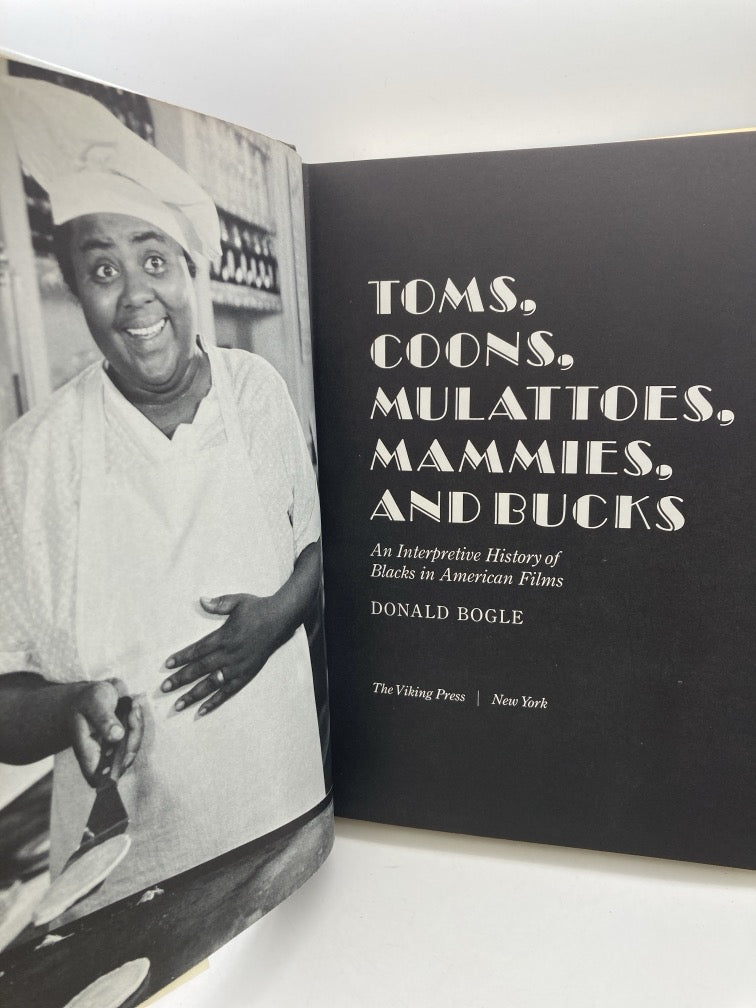 TOMS,
COONS,
MULATTOES,
MAMMIES,
AND BUCKS
An Interpretive History of
Blacks in American Films
DONALD BOGLE
The Viking Press | New York